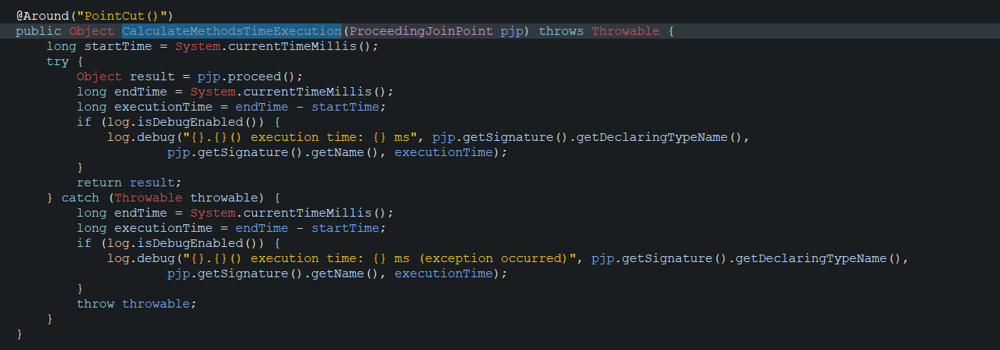 @Around("PointCut()")
public Object CalculateMethodsTimeExecution(ProceedingJoinPoint pjp) throws Throwable {
    long startTime = System.currentTimeMillis();
    try {
        Object result = pjp.proceed();
        long endTime = System.currentTimeMillis();
        long executionTime = endTime - startTime;
        if (log.isDebugEnabled()) {
            log.debug("{}.{}() execution time: {} ms", pjp.getSignature().getDeclaringTypeName(),
                    pjp.getSignature().getName(), executionTime);
        }
        return result;
    } catch (Throwable throwable) {
        long endTime = System.currentTimeMillis();
        long executionTime = endTime - startTime;
        if (log.isDebugEnabled()) {
            log.debug("{}.{}() execution time: {} ms (exception occurred)", pjp.getSignature().getDeclaringTypeName(),
                    pjp.getSignature().getName(), executionTime);
        }
        throw throwable;
    }
}